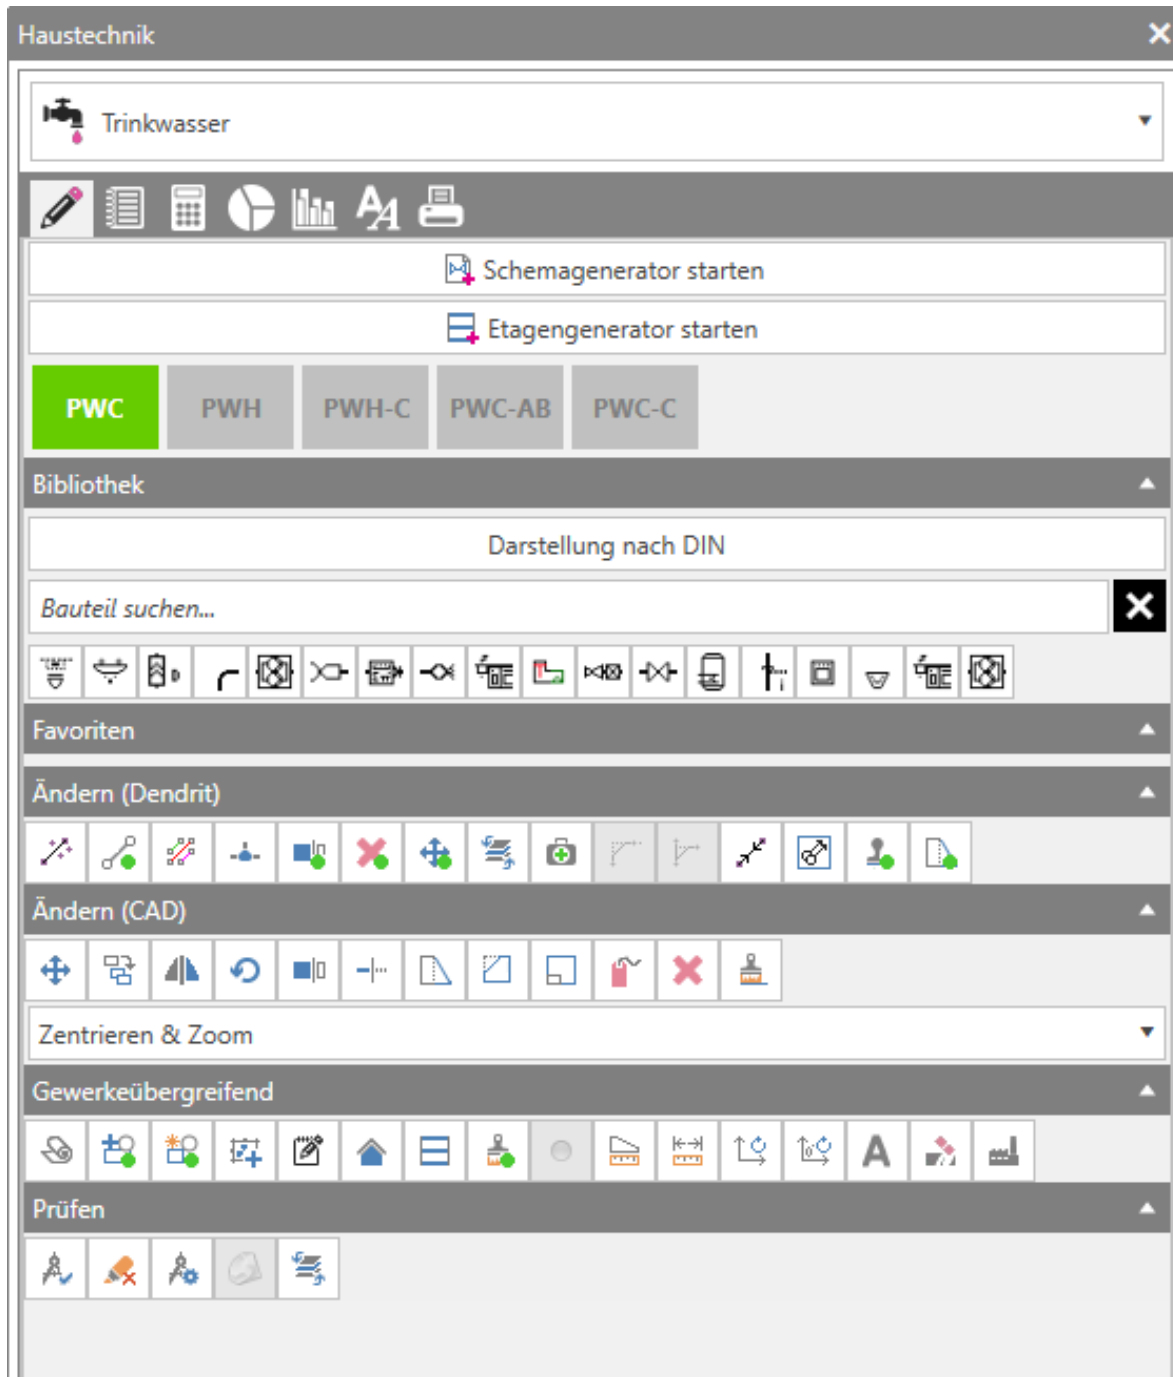 Haustechnik
Trinkwasser
Schemagenerator starten
Etagengenerator starten
PWC PWH PWH-C PWC-AB PWC-C
Bibliothek
Darstellung nach DIN
Bauteil suchen...
Favoriten
Ändern (Dendrit)
Ändern (CAD)
Zentrieren & Zoom
Gewerkeübergreifend
Prüfen